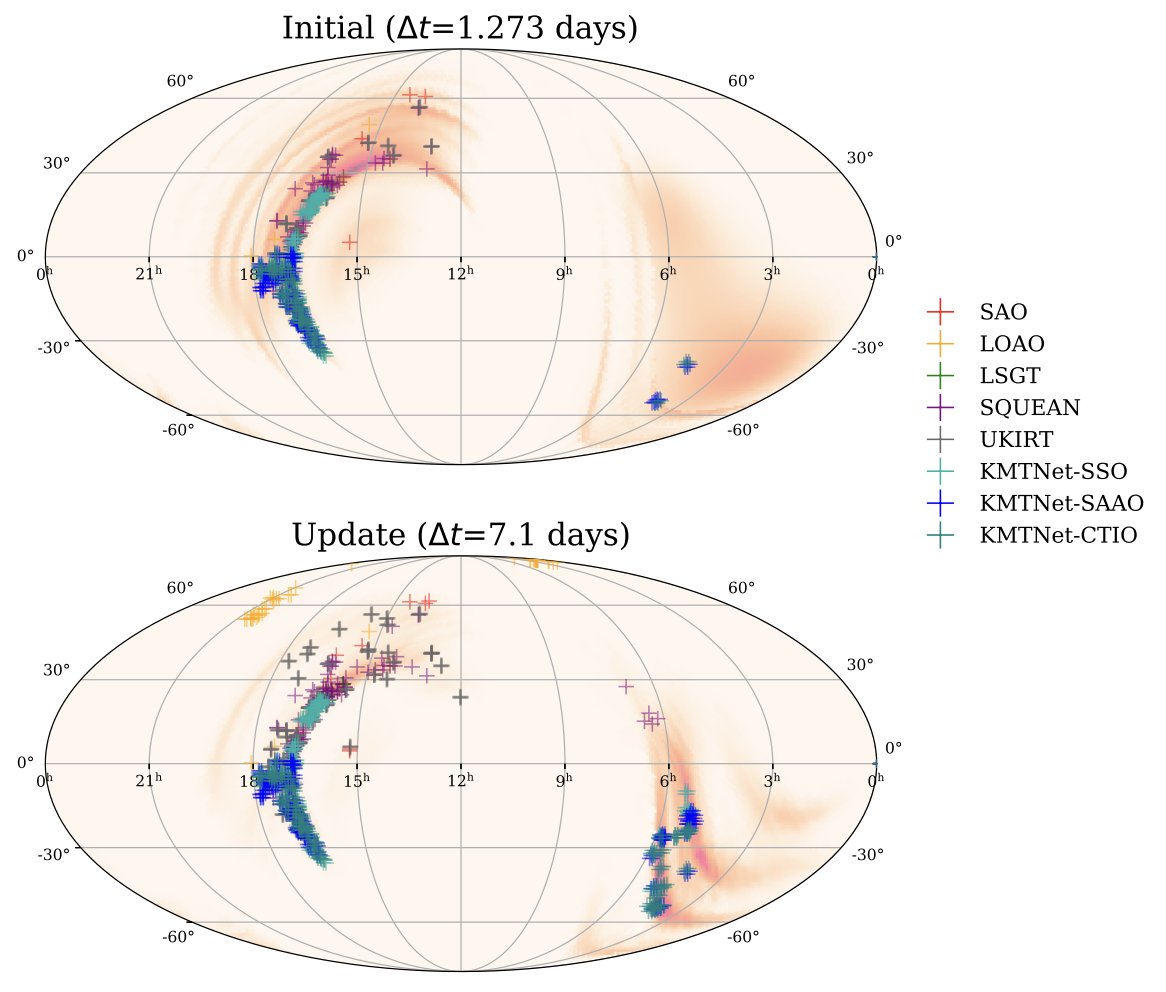 Initial (Δt=1.273 days)
60° 60°
30° 30°
0° 0°
0h 21h 18 15h 12h 9h 6h 3h 0h
-30° -30°
-60° -60°
SAO
LOAO
LSGT
SQUEAN
UKIRT
KMTNet-SSO
KMTNet-SAAO
KMTNet-CTIO
Update (Δt=7.1 days)
60° 60°
30° 30°
0° 0°
0h 21h 18 15h 12h 9h 6h 3h 0h
-30° -30°
-60° -60°